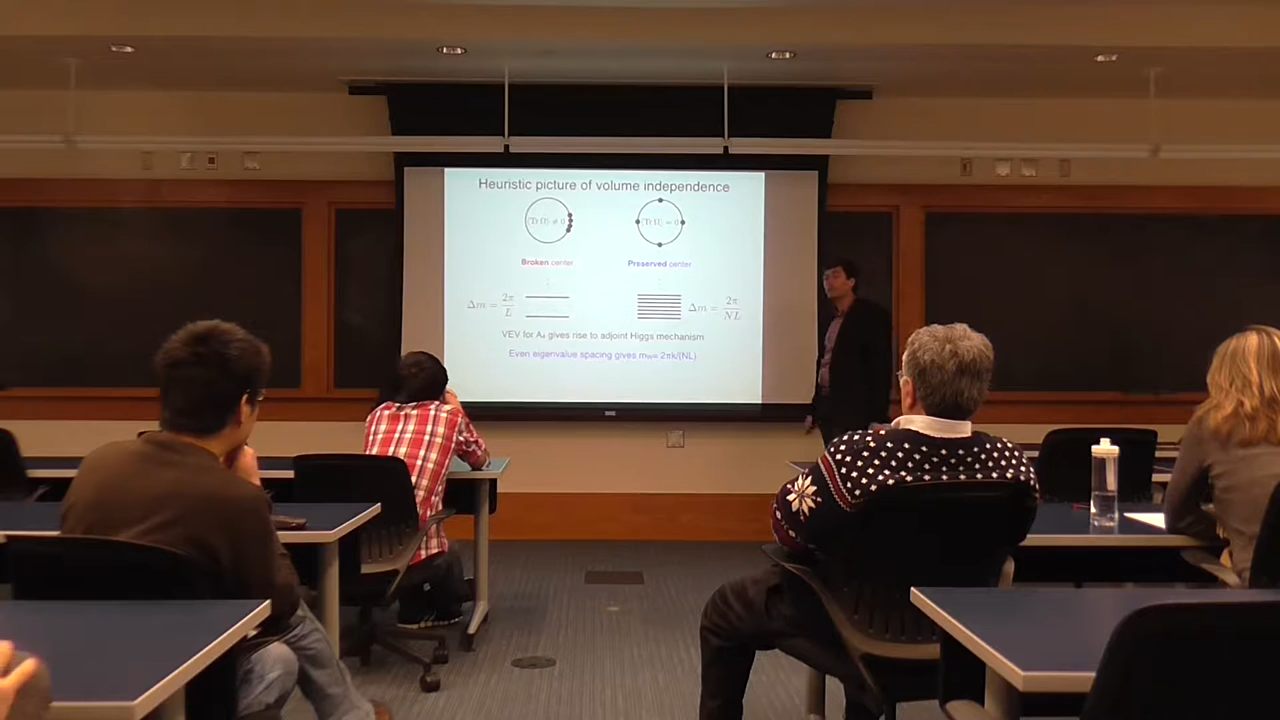 Heuristic picture of volume independence
⟨Tr Ω⟩ ≠ 0
⟨Tr Ω⟩ = 0
Broken center
Preserved center
Δm = 2π/L
Δm = 2π/NL
VEV for A₄ gives rise to adjoint Higgs mechanism
Even eigenvalue spacing gives mW= 2πk/(NL)